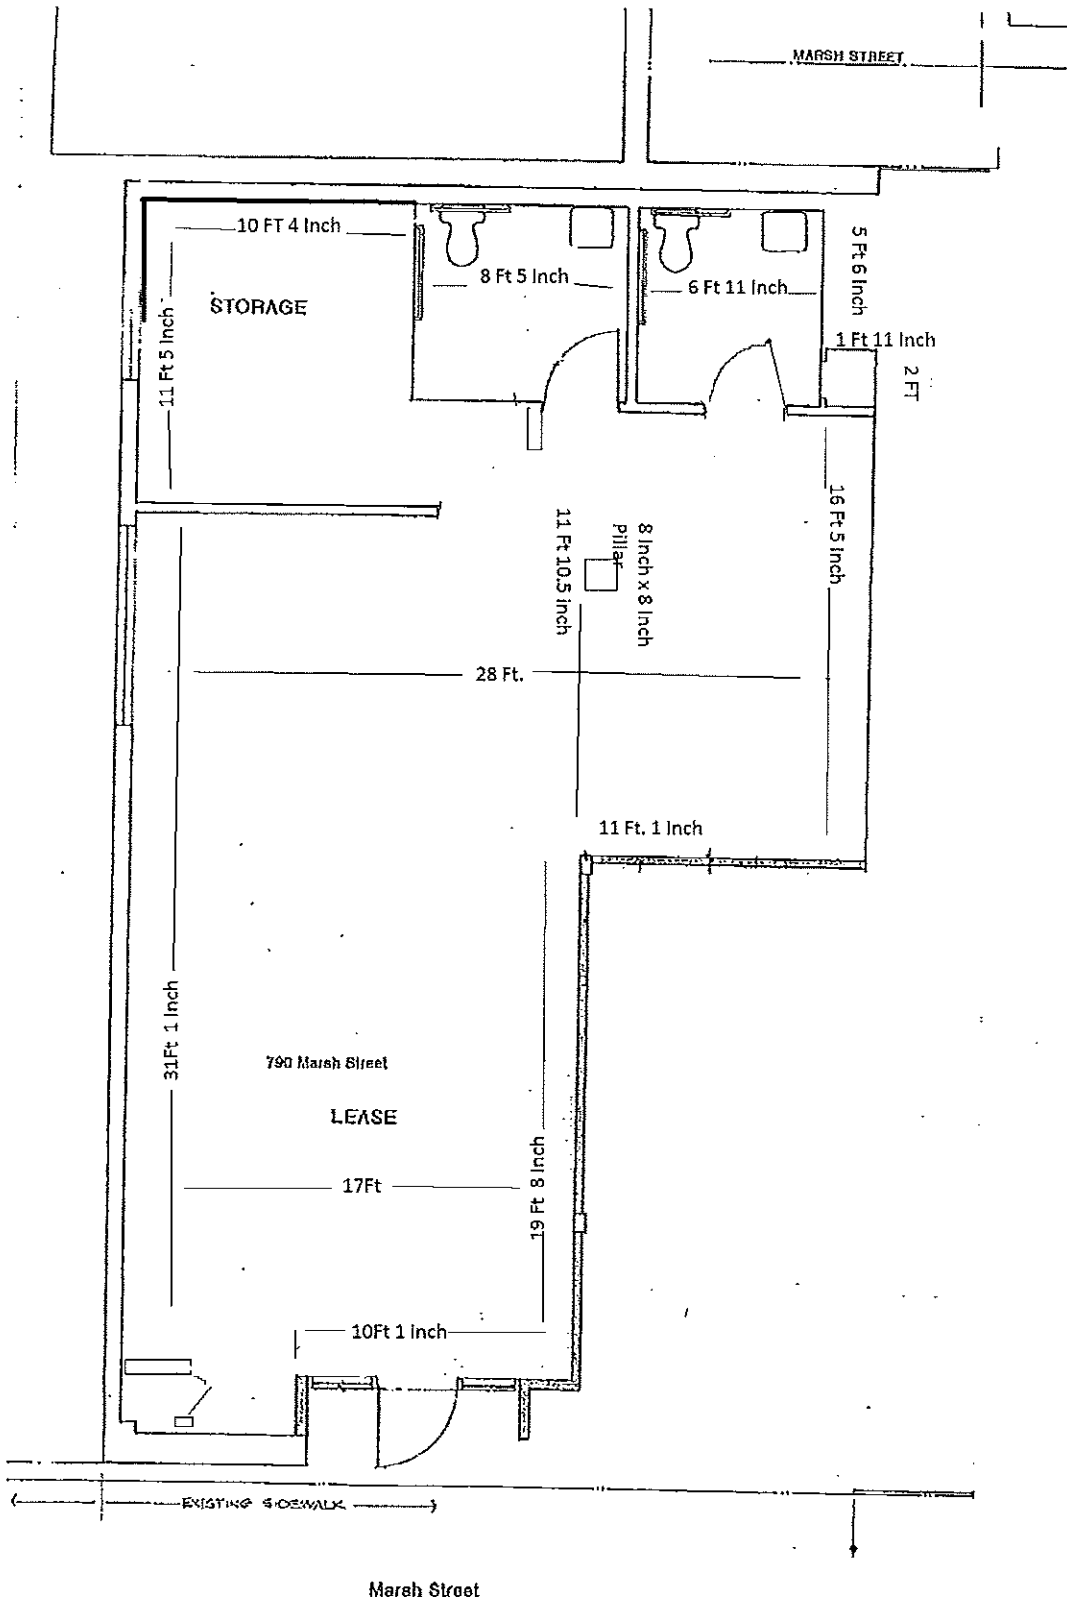 MARSH STREET
10 FT 4 Inch
8 Ft 5 Inch
6 Ft 11 Inch
5 Ft 6 Inch
STORAGE
11 Ft 5 Inch
1 Ft 11 Inch
2 FT
16 Ft 5 Inch
11 Ft 10.5 inch
8 Inch x 8 Inch
Pillar
28 Ft.
11 Ft. 1 Inch
31Ft 1 Inch
790 Marsh Street
LEASE
17Ft
19 Ft 8 Inch
10Ft 1 Inch
EXISTING SIDEWALK
Marsh Street